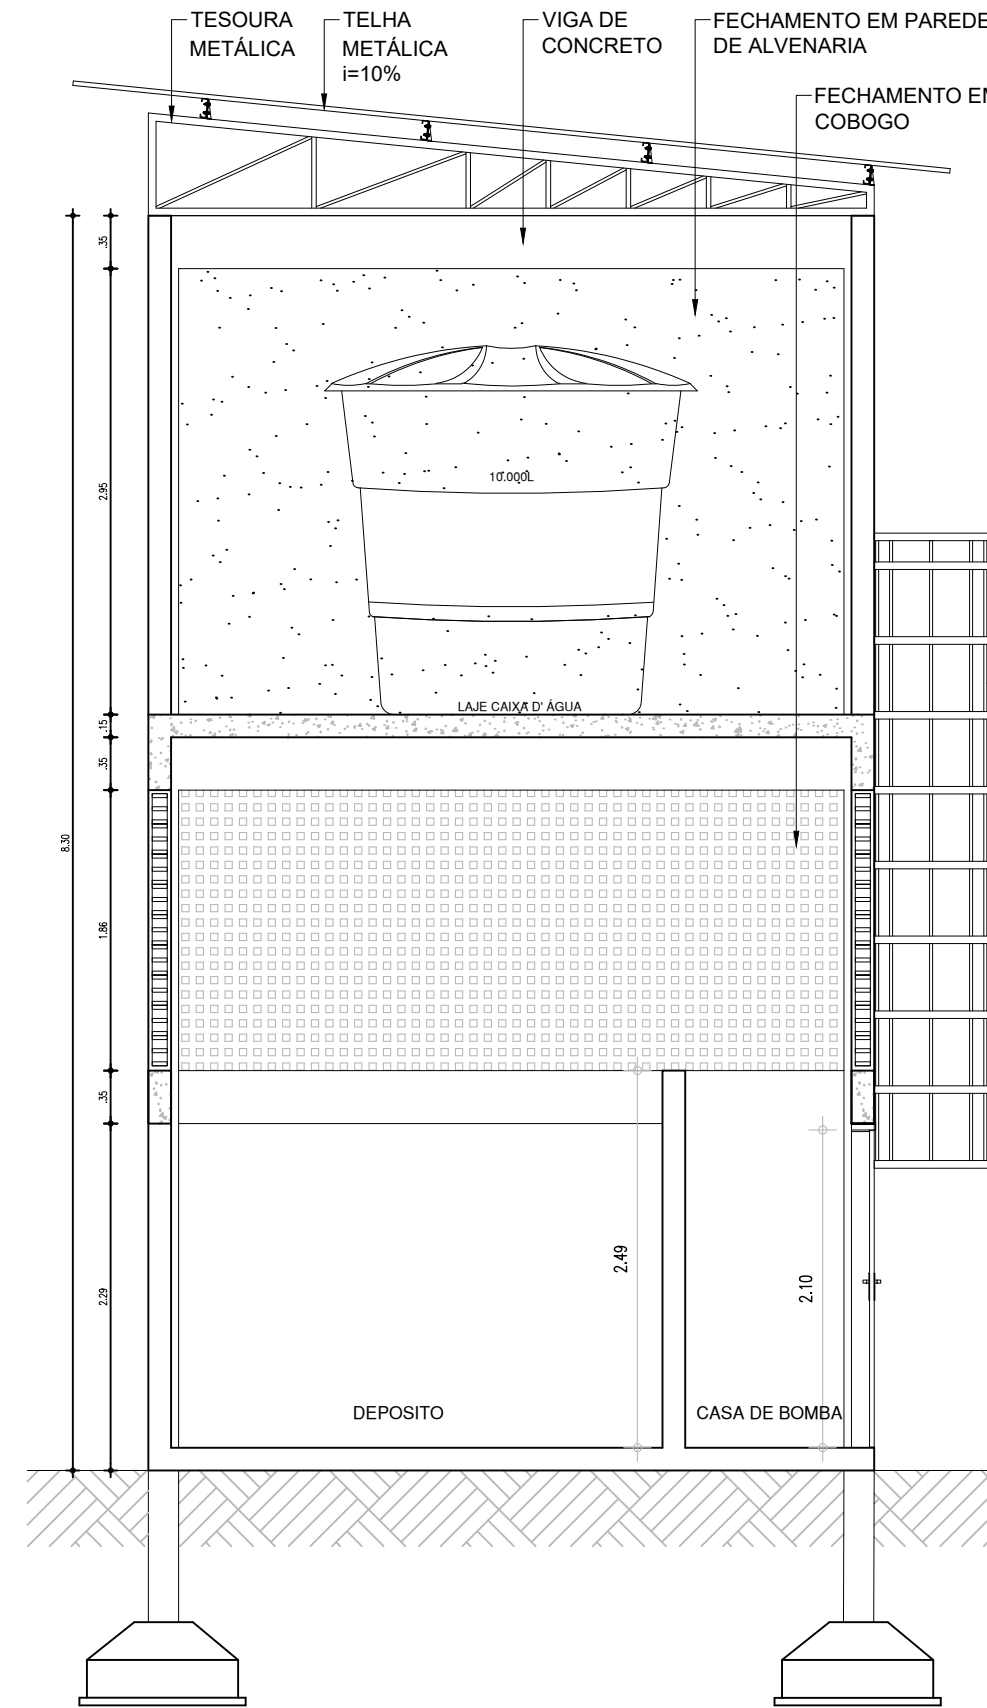 TESOURA
METÁLICA
TELHA
METÁLICA
i=10%
VIGA DE
CONCRETO
FECHAMENTO EM PAREDE
DE ALVENARIA
FECHAMENTO EM
COBOGO
.35
2.95
10.000L
LAJE CAIXA D' ÁGUA
.15
.35
8.30
1.86
.35
2.49
2.10
2.29
DEPOSITO
CASA DE BOMBA